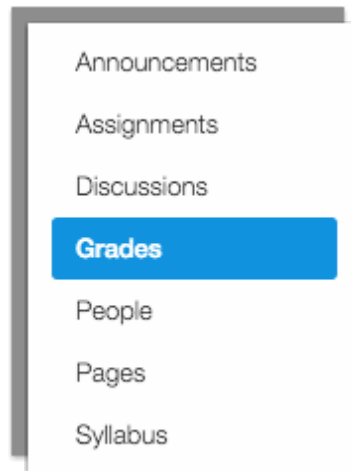 Announcements
Assignments
Discussions
Grades
People
Pages
Syllabus